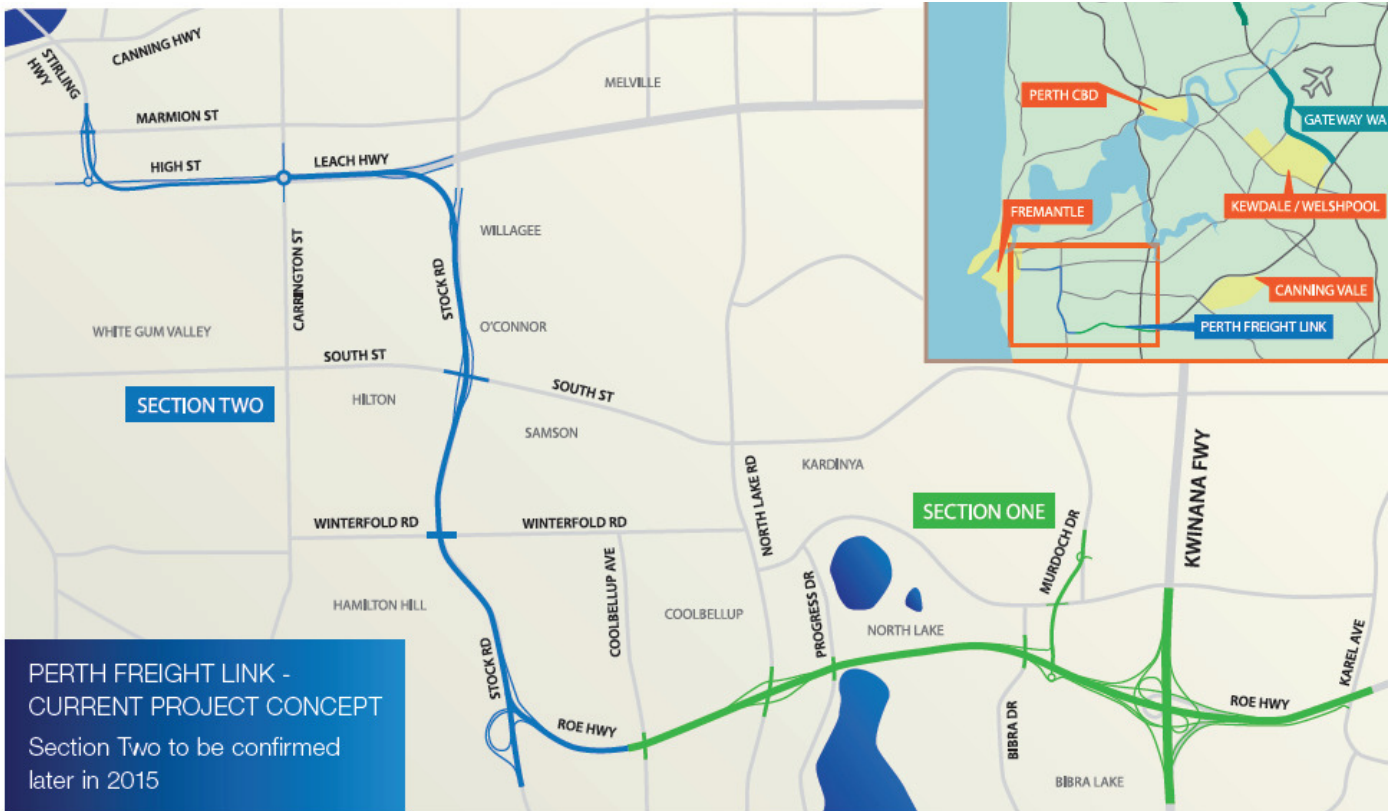 STIRLING
HWY
CANNING HWY
MELVILLE
MARMION ST
HIGH ST
LEACH HWY
CARRINGTON ST
STOCK RD
WILLAGEE
WHITE GUM VALLEY
O'CONNOR
SOUTH ST
SOUTH ST
SECTION TWO
HILTON
SAMSON
WINTERFOLD RD
WINTERFOLD RD
COOLBELLUP AVE
NORTH LAKE RD
KARDINYA
SECTION ONE
MURDOCH DR
KWINANA FWY
PROGRESS DR
HAMILTON HILL
COOLBELLUP
NORTH LAKE
STOCK RD
ROE HWY
BIBRA DR
BIBRA LAKE
ROE HWY
KAREL AVE
PERTH CBD
GATEWAY WA
KEWDALE / WELSHPOOL
FREMANTLE
CANNING VALE
PERTH FREIGHT LINK
PERTH FREIGHT LINK -
CURRENT PROJECT CONCEPT
Section Two to be confirmed
later in 2015